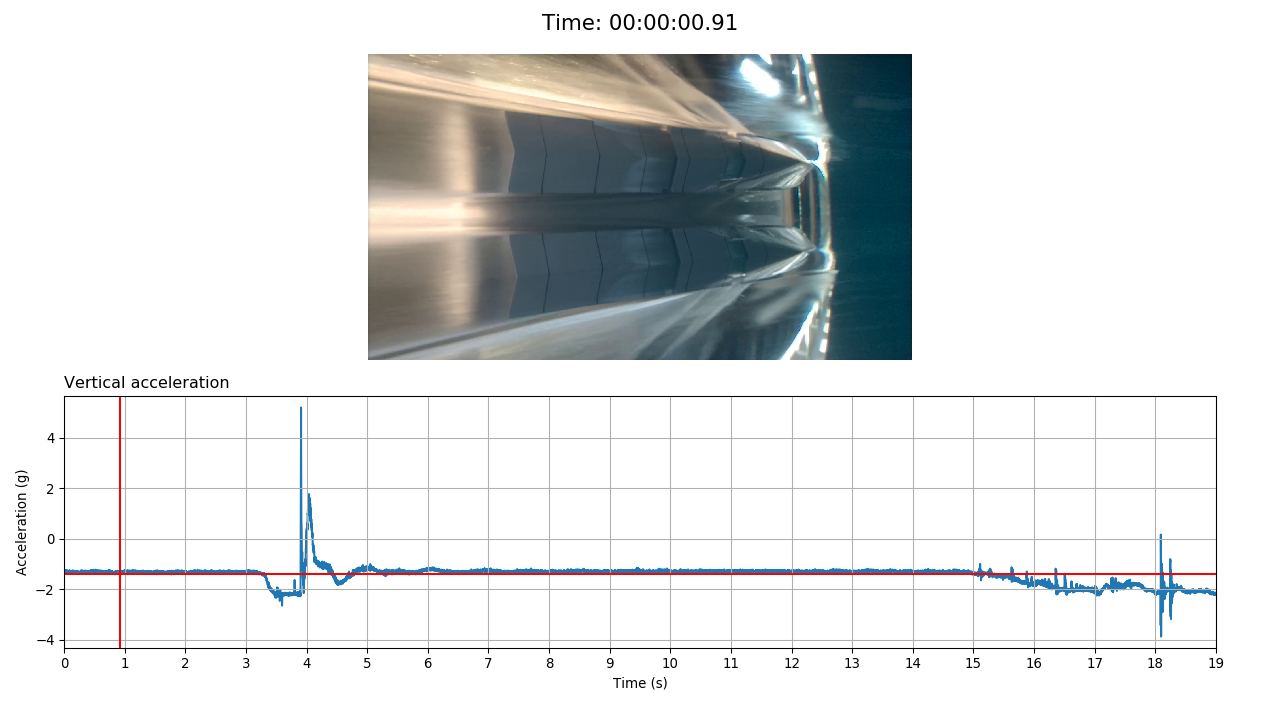 Time: 00:00:00.91
Vertical acceleration
Acceleration (g)
4
2
0
−2
−4
0 1 2 3 4 5 6 7 8 9 10 11 12 13 14 15 16 17 18 19
Time (s)